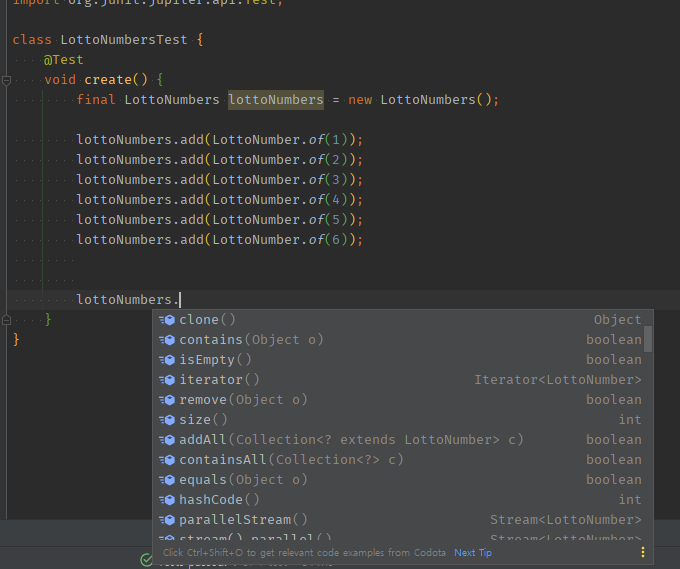 import org.junit.jupiter.api.Test;
class LottoNumbersTest {
@Test
void create() {
final LottoNumbers lottoNumbers = new LottoNumbers();
lottoNumbers.add(LottoNumber.of(1));
lottoNumbers.add(LottoNumber.of(2));
lottoNumbers.add(LottoNumber.of(3));
lottoNumbers.add(LottoNumber.of(4));
lottoNumbers.add(LottoNumber.of(5));
lottoNumbers.add(LottoNumber.of(6));
lottoNumbers.
}
}
clone() Object
contains(Object o) boolean
isEmpty() boolean
iterator() Iterator<LottoNumber>
remove(Object o) boolean
size() int
addAll(Collection<? extends LottoNumber> c) boolean
containsAll(Collection<?> c) boolean
equals(Object o) boolean
hashCode() int
parallelStream() Stream<LottoNumber>
stream().parallel() Stream<LottoNumber>
Click Ctrl+Shift+O to get relevant code examples from Codota Next Tip